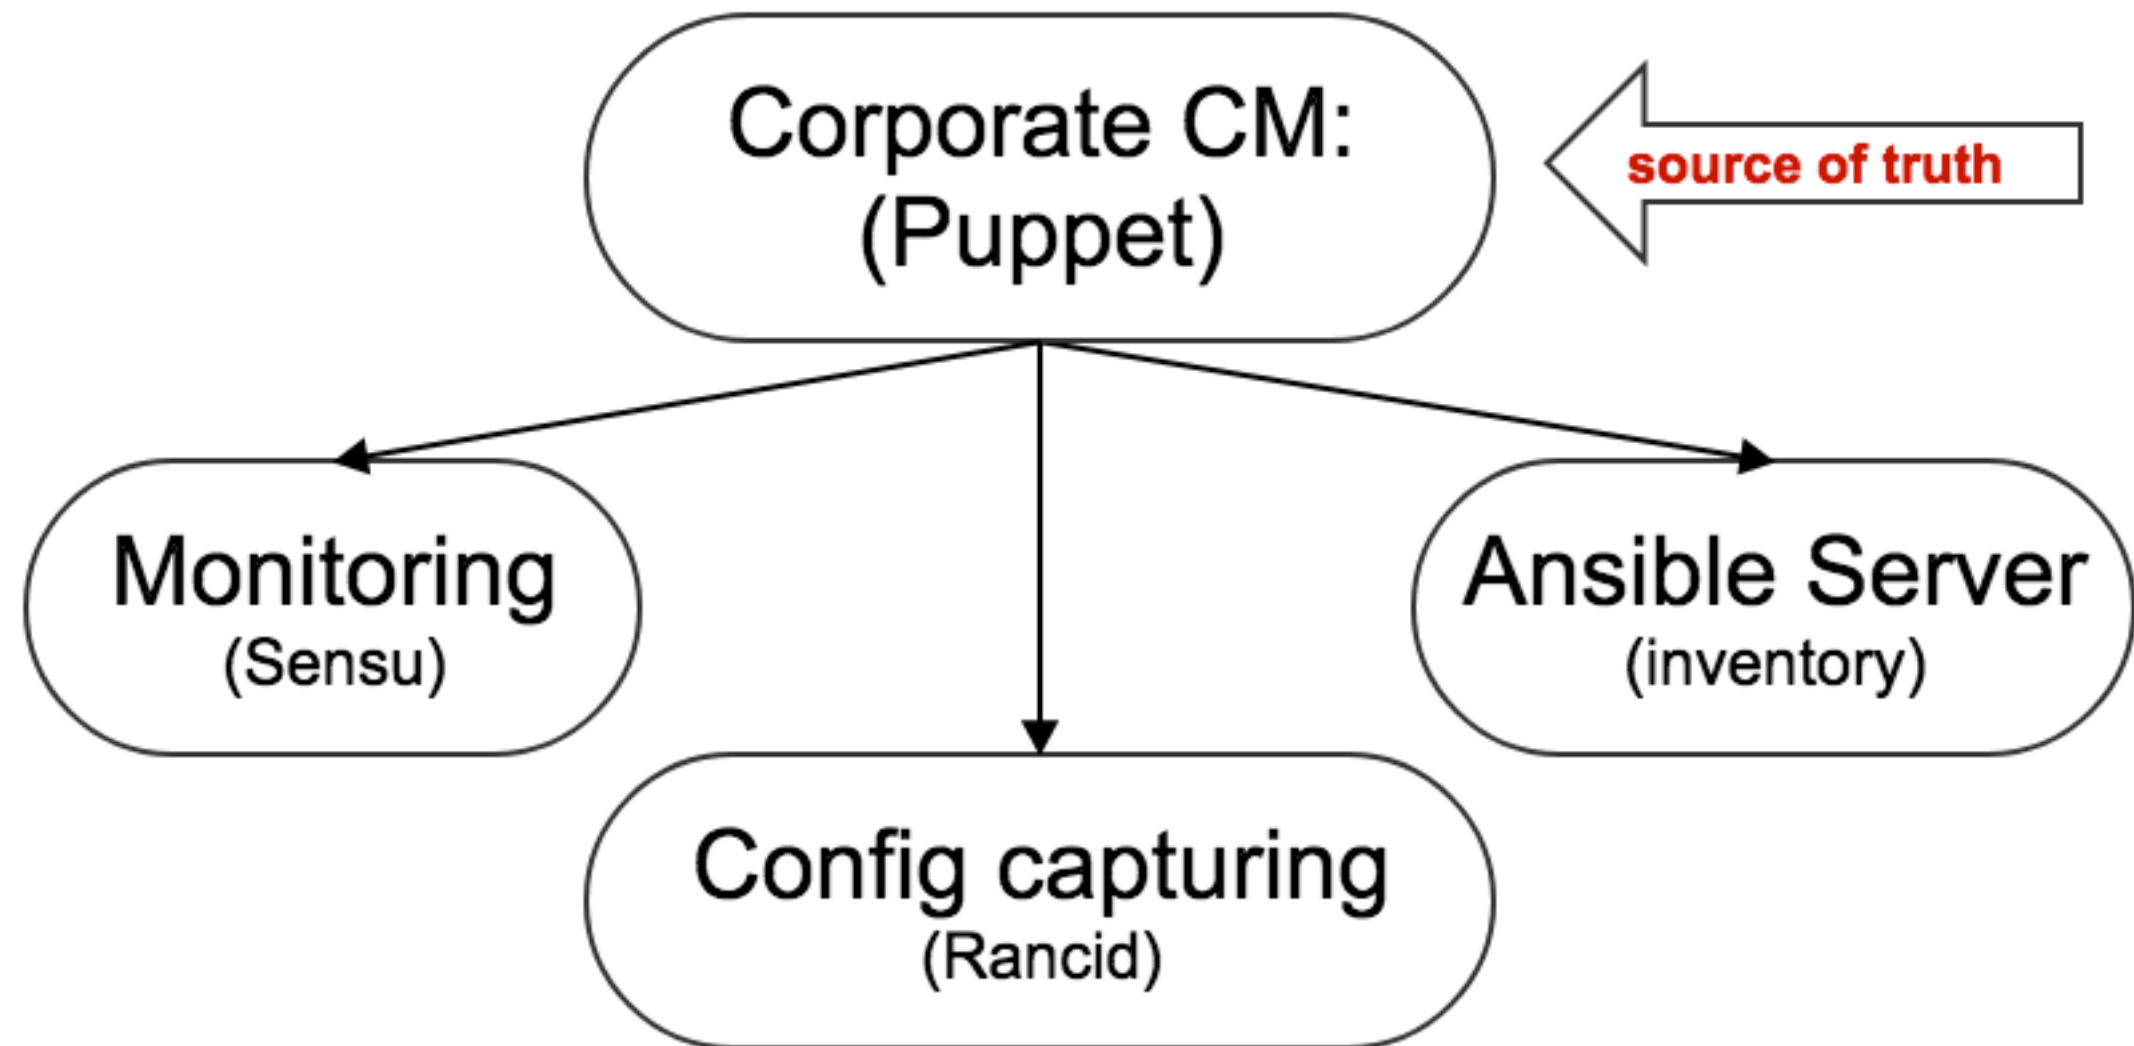 Corporate CM:
(Puppet)
source of truth
Monitoring
(Sensu)
Ansible Server
(inventory)
Config capturing
(Rancid)